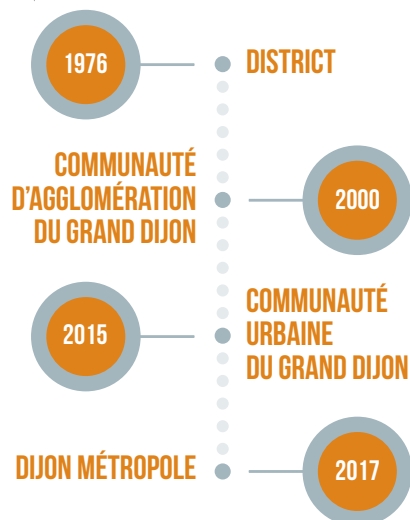 1976
DISTRICT
COMMUNAUTÉ
D'AGGLOMÉRATION
DU GRAND DIJON
2000
2015
COMMUNAUTÉ
URBAINE
DU GRAND DIJON
DIJON MÉTROPOLE
2017